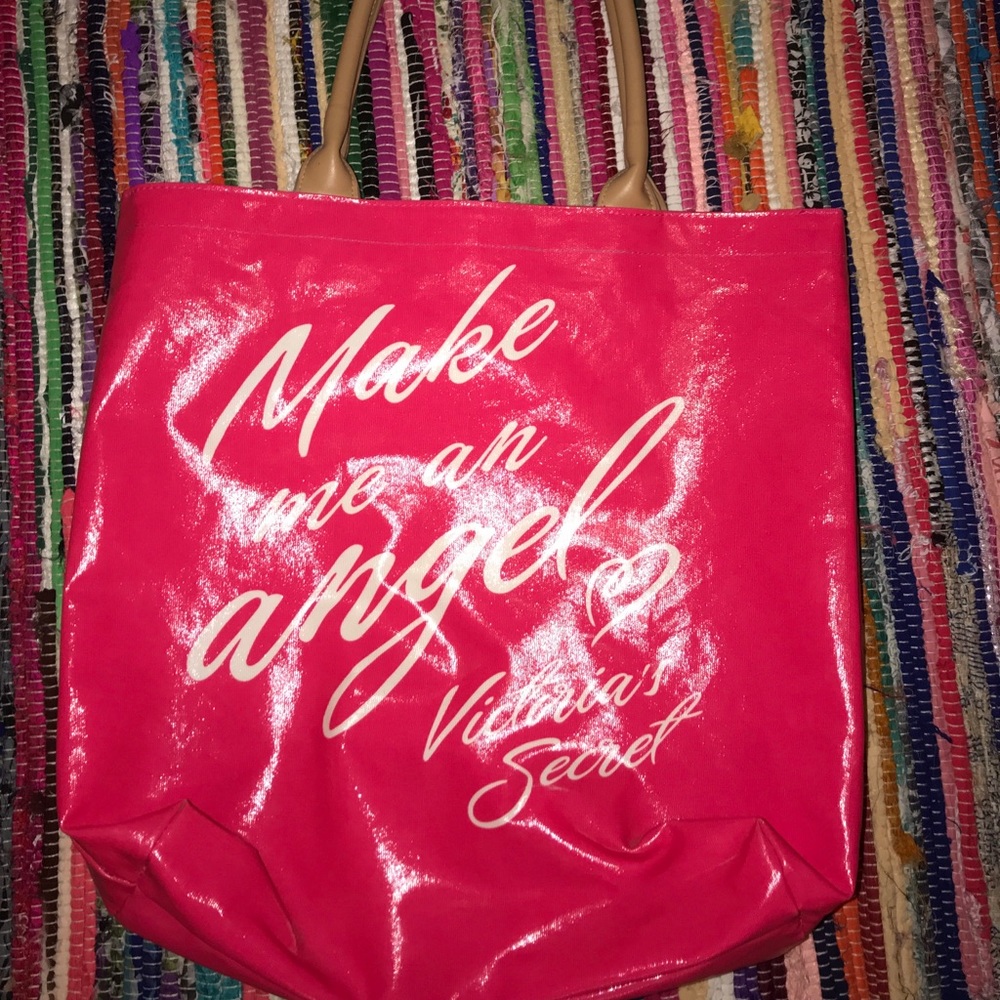 Make
me an
angel
Victoria's
Secret